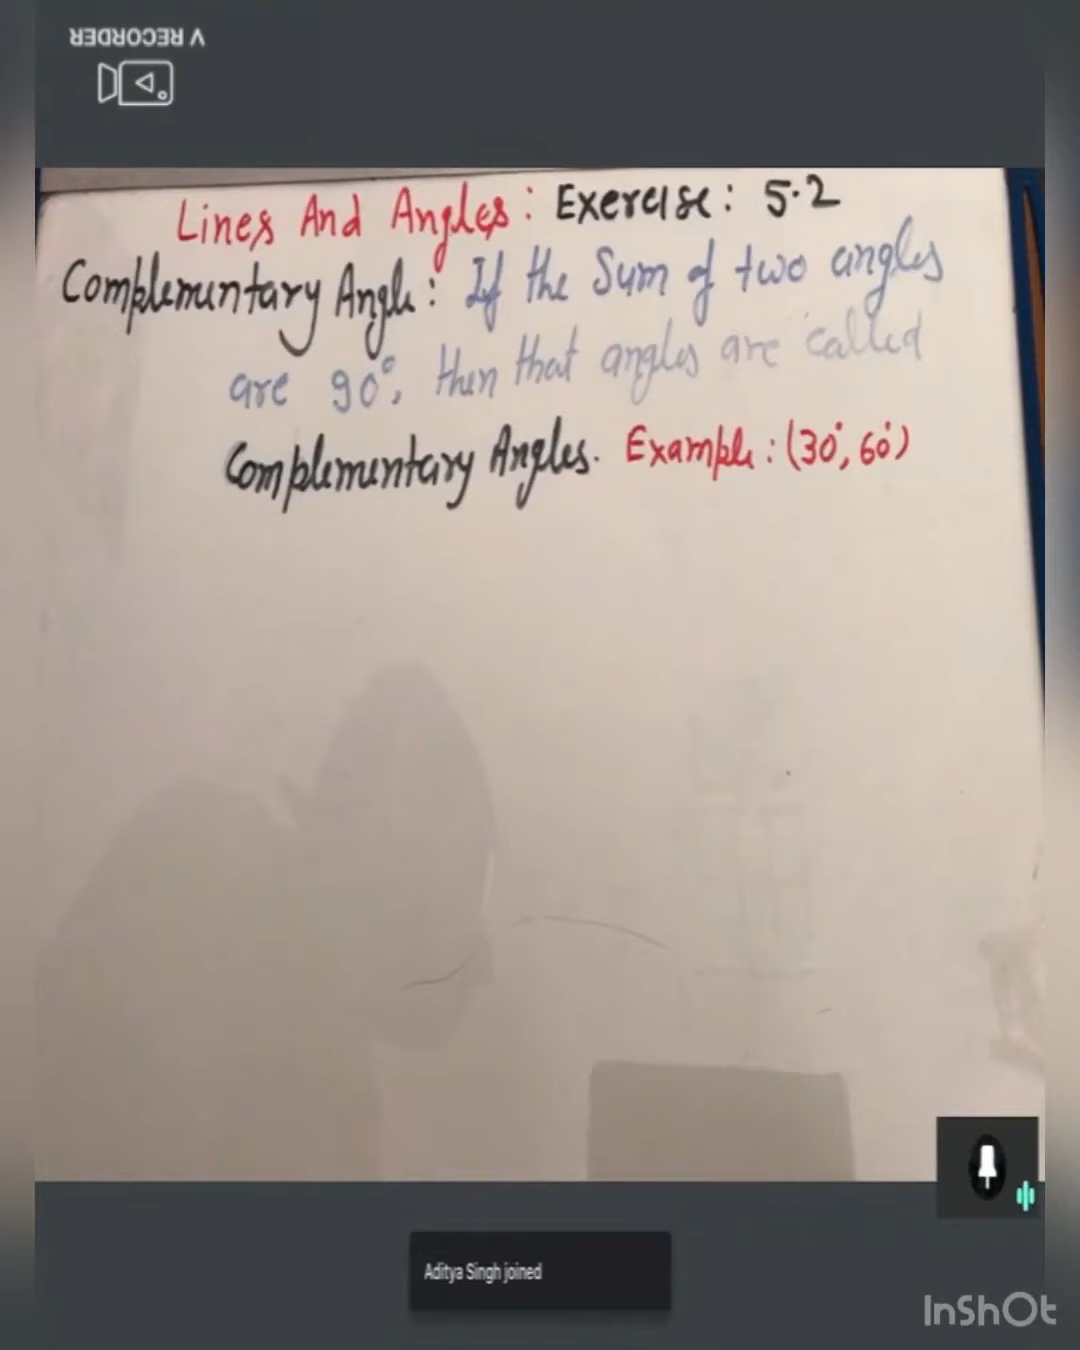 V RECORDER
Lines And Angles: Exercise: 5.2
Complementary Angle: If the Sum of two angles
are 90°, then that angles are called
Complementary Angles. Example: (30°, 60°)
Aditya Singh joined
InShOt